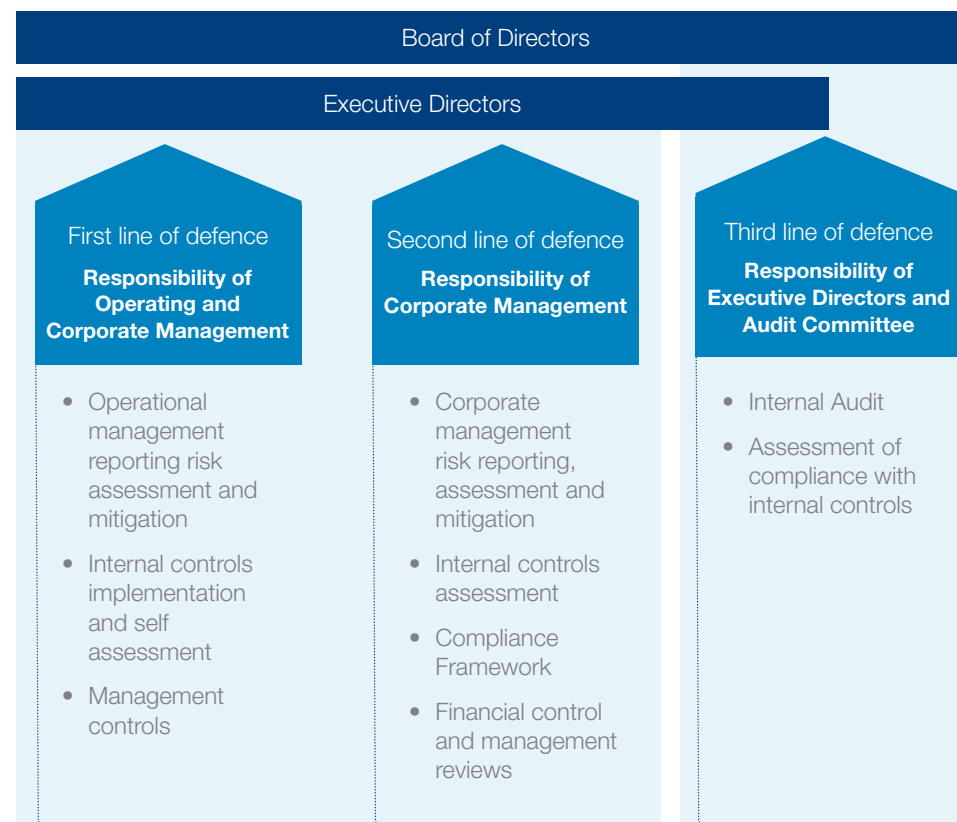 Board of Directors
Executive Directors
First line of defence
Responsibility of
Operating and
Corporate Management
• Operational
management
reporting risk
assessment and
mitigation
• Internal controls
implementation
and self
assessment
• Management
controls
Second line of defence
Responsibility of
Corporate Management
• Corporate
management
risk reporting,
assessment and
mitigation
• Internal controls
assessment
• Compliance
Framework
• Financial control
and management
reviews
Third line of defence
Responsibility of
Executive Directors and
Audit Committee
• Internal Audit
• Assessment of
compliance with
internal controls